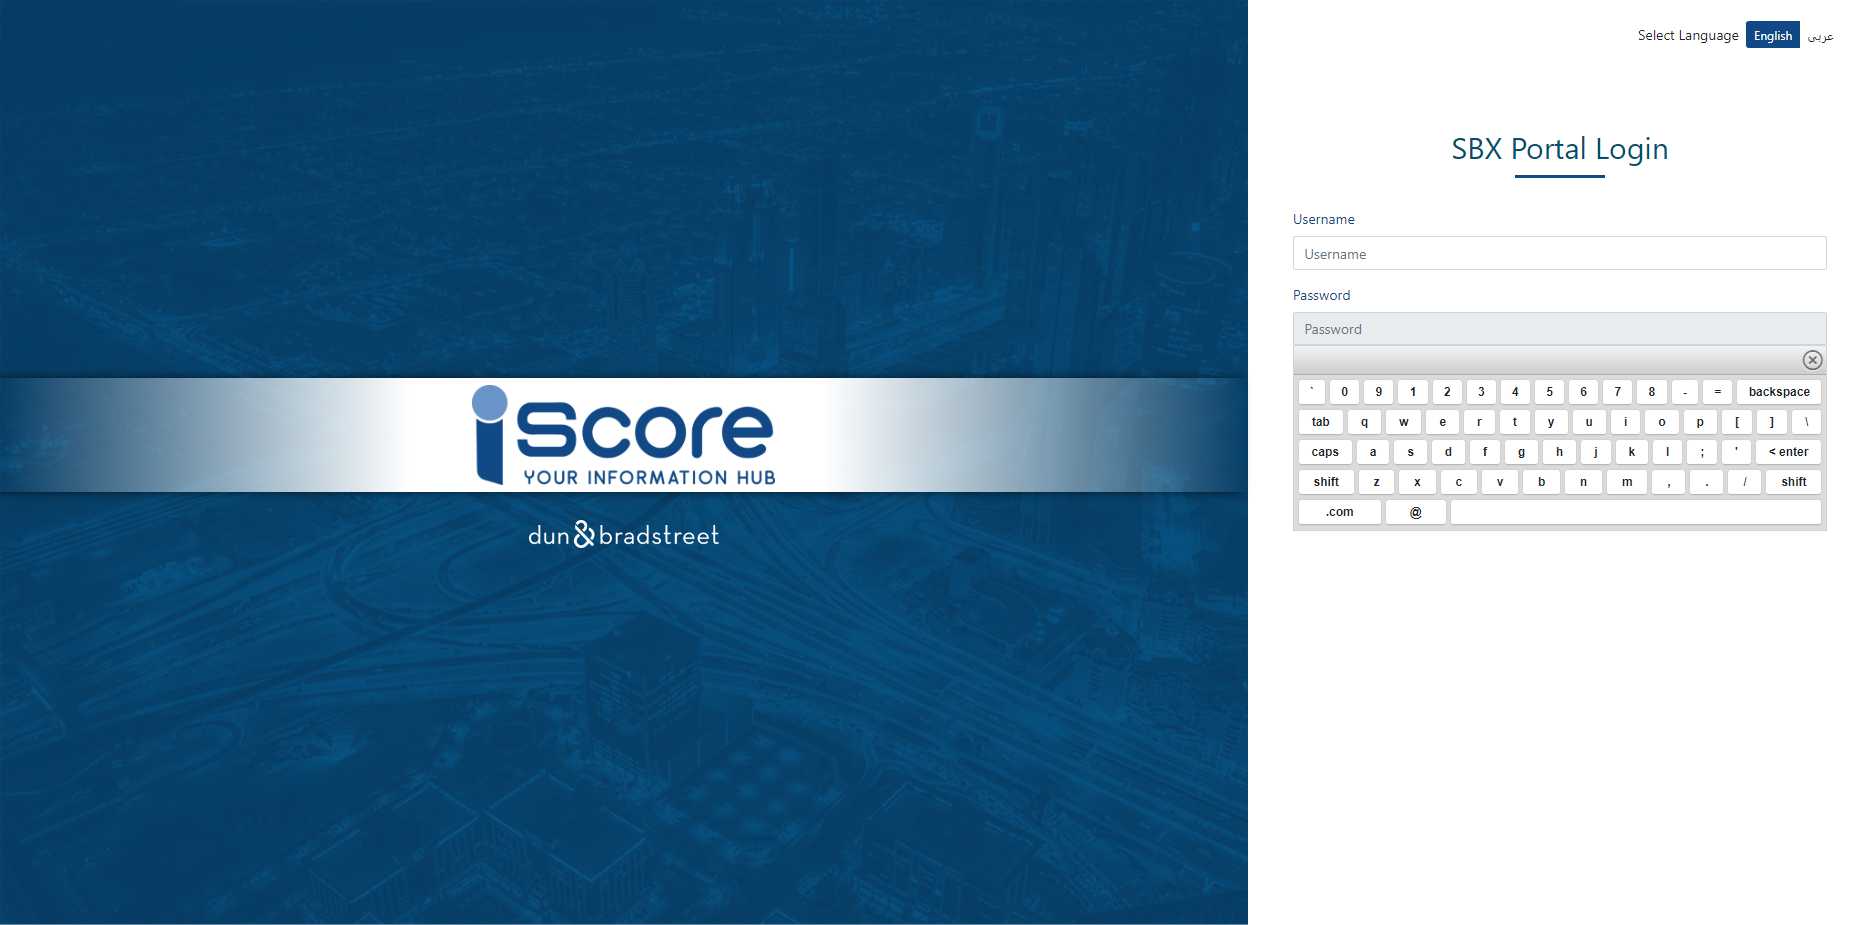 Select Language English عربى
iScore
YOUR INFORMATION HUB
dun & bradstreet
SBX Portal Login
Username
Username
Password
Password
` 0 9 1 2 3 4 5 6 7 8 - = backspace
tab q w e r t y u i o p [ ] \
caps a s d f g h j k l ; ' < enter
shift z x c v b n m , . / shift
.com @